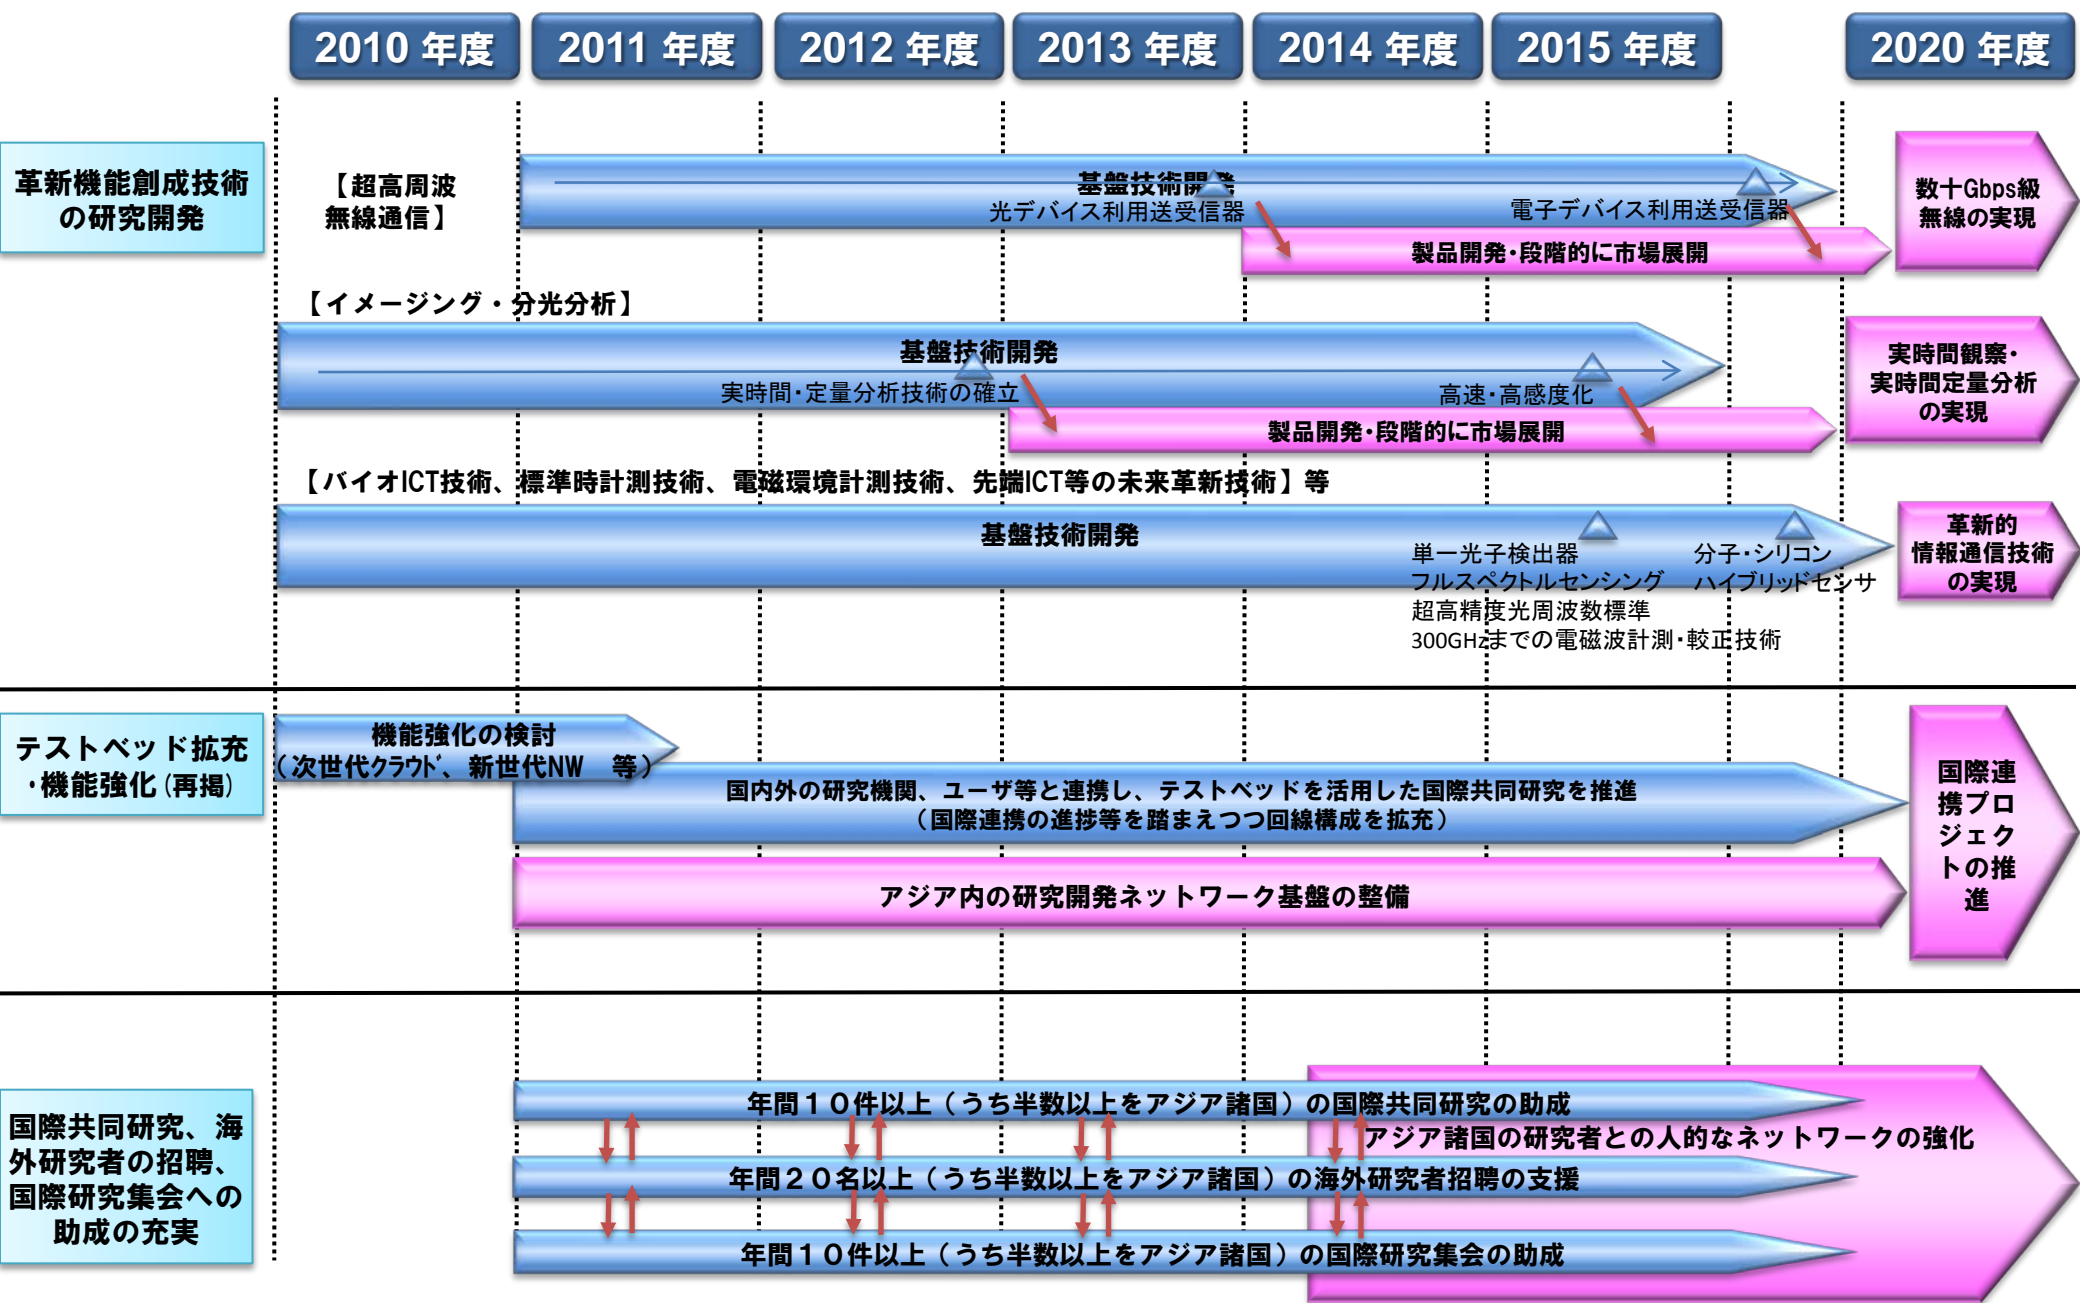 2010 年度
2011 年度
2012 年度
2013 年度
2014 年度
2015 年度
2020 年度
革新機能創成技術
の研究開発
【超高周波
無線通信】
基盤技術開発
光デバイス利用送受信器
電子デバイス利用送受信器
製品開発・段階的に市場展開
数十Gbps級
無線の実現
【イメージング・分光分析】
基盤技術開発
実時間・定量分析技術の確立
高速・高感度化
製品開発・段階的に市場展開
実時間観察・
実時間定量分析
の実現
【バイオICT技術、標準時計測技術、電磁環境計測技術、先端ICT等の未来革新技術】等
基盤技術開発
単一光子検出器
フルスペクトルセンシング
超高精度光周波数標準
300GHzまでの電磁波計測・較正技術
分子・シリコン
ハイブリッドセンサ
革新的
情報通信技術
の実現
テストベッド拡充
・機能強化(再掲)
機能強化の検討
(次世代ｸﾗｳﾄﾞ、新世代NW 等)
国内外の研究機関、ユーザ等と連携し、テストベッドを活用した国際共同研究を推進
(国際連携の進捗等を踏まえつつ回線構成を拡充)
アジア内の研究開発ネットワーク基盤の整備
国際連
携プロ
ジェク
トの推
進
国際共同研究、海
外研究者の招聘、
国際研究集会への
助成の充実
年間１０件以上（うち半数以上をアジア諸国）の国際共同研究の助成
アジア諸国の研究者との人的なネットワークの強化
年間２０名以上（うち半数以上をアジア諸国）の海外研究者招聘の支援
年間１０件以上（うち半数以上をアジア諸国）の国際研究集会の助成